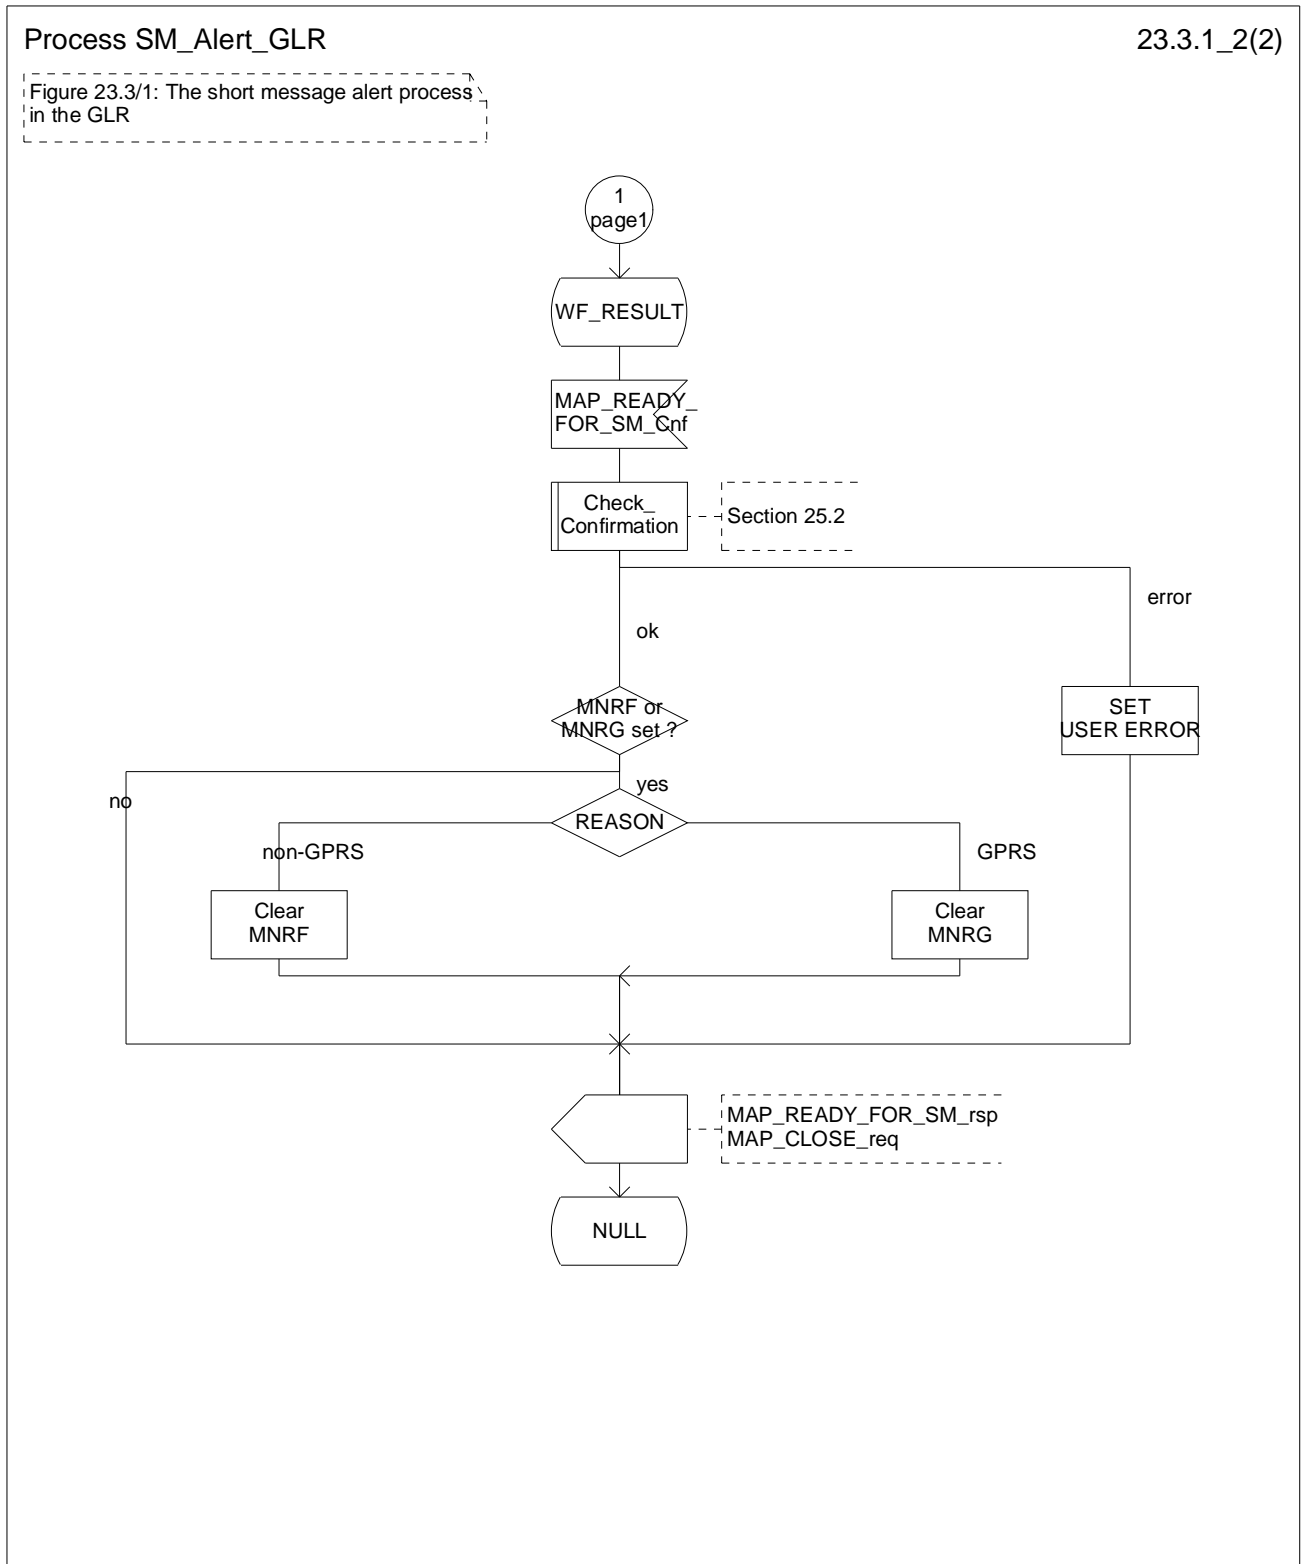 Process SM_Alert_GLR
23.3.1_2(2)
Figure 23.3/1: The short message alert process
in the GLR
1
page1
WF_RESULT
MAP_READY_
FOR_SM_Cnf
Check_
Confirmation
Section 25.2
error
ok
MNRF or
MNRG set ?
SET
USER ERROR
yes
no
REASON
non-GPRS
GPRS
Clear
MNRF
Clear
MNRG
MAP_READY_FOR_SM_rsp
MAP_CLOSE_req
NULL